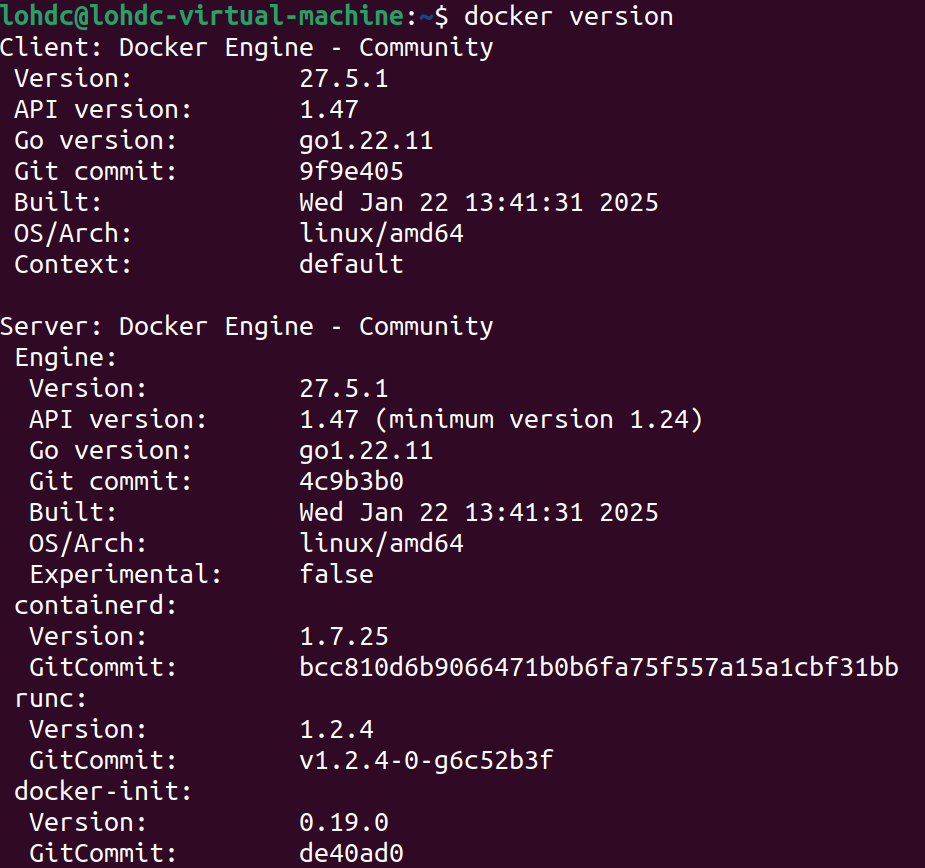 lohdc@lohdc-virtual-machine:~$ docker version
Client: Docker Engine - Community
 Version:           27.5.1
 API version:       1.47
 Go version:        go1.22.11
 Git commit:        9f9e405
 Built:             Wed Jan 22 13:41:31 2025
 OS/Arch:           linux/amd64
 Context:           default

Server: Docker Engine - Community
 Engine:
  Version:          27.5.1
  API version:      1.47 (minimum version 1.24)
  Go version:       go1.22.11
  Git commit:       4c9b3b0
  Built:            Wed Jan 22 13:41:31 2025
  OS/Arch:          linux/amd64
  Experimental:     false
 containerd:
  Version:          1.7.25
  GitCommit:        bcc810d6b9066471b0b6fa75f557a15a1cbf31bb
 runc:
  Version:          1.2.4
  GitCommit:        v1.2.4-0-g6c52b3f
 docker-init:
  Version:          0.19.0
  GitCommit:        de40ad0